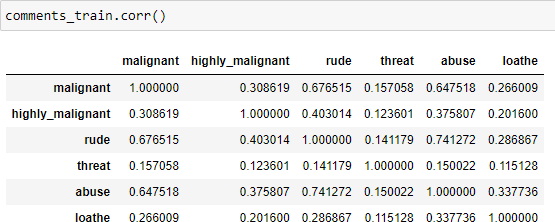 comments_train.corr()
malignant highly_malignant rude threat abuse loathe
malignant 1.000000 0.308619 0.676515 0.157058 0.647518 0.266009
highly_malignant 0.308619 1.000000 0.403014 0.123601 0.375807 0.201600
rude 0.676515 0.403014 1.000000 0.141179 0.741272 0.286867
threat 0.157058 0.123601 0.141179 1.000000 0.150022 0.115128
abuse 0.647518 0.375807 0.741272 0.150022 1.000000 0.337736
loathe 0.266009 0.201600 0.286867 0.115128 0.337736 1.000000